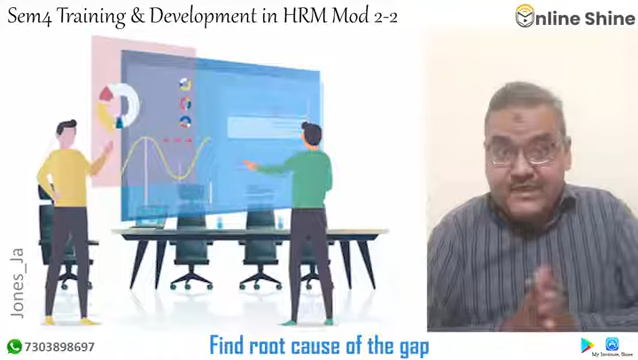 Sem4 Training & Development in HRM Mod 2-2
Online Shine
Jones_Ja
7303898697
Find root cause of the gap